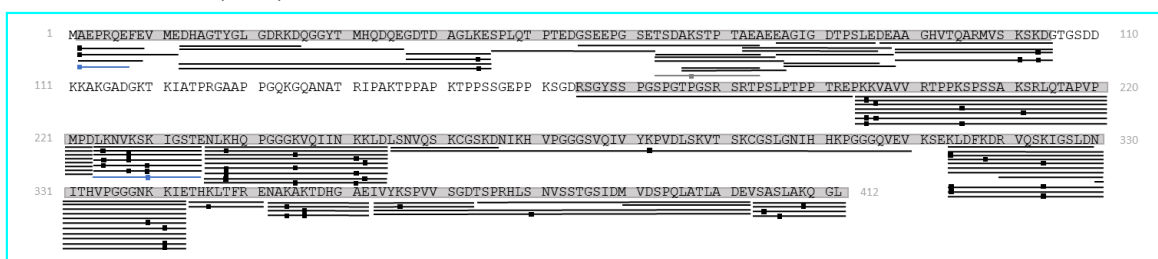 1 MAEPRQEFEV MEDHAGTYGL GDRKDQGGYT MHQDQEGDTD AGLKESPLQT PTEDGSEEPG SETSDAKSTP TAEAEEAGIG DTPSLEDEAA GHVTQARMVS KSKDGTGSDD 110
111 KKAKGADGKT KIATPRGAAP PGQKGQANAT RIPAKTPPAP KTPPSSGEPP KSGDRSGYSS PGSPGTPGSR SRTPSLPTPP TREPKKVAVV RTPPKSPSSA KSRLQTAPVP 220
221 MPDLKNVKSK IGSTENLKHQ PGGGKVQIIN KKLDLSNVQS KCGSKDNIKH VPGGGSVQIV YKPVDLSKVT SKCGSLGNIH HKPGGGQVEV KSEKLDFKDR VQSKIGSLDN 330
331 ITHVPGGGNK KIETHKLTFR ENAKAKTDHG AEIVYKSPVV SGDTSPRHLS NVSSTGSIDM VDSPQLATLA DEVSASLAKQ GL 412